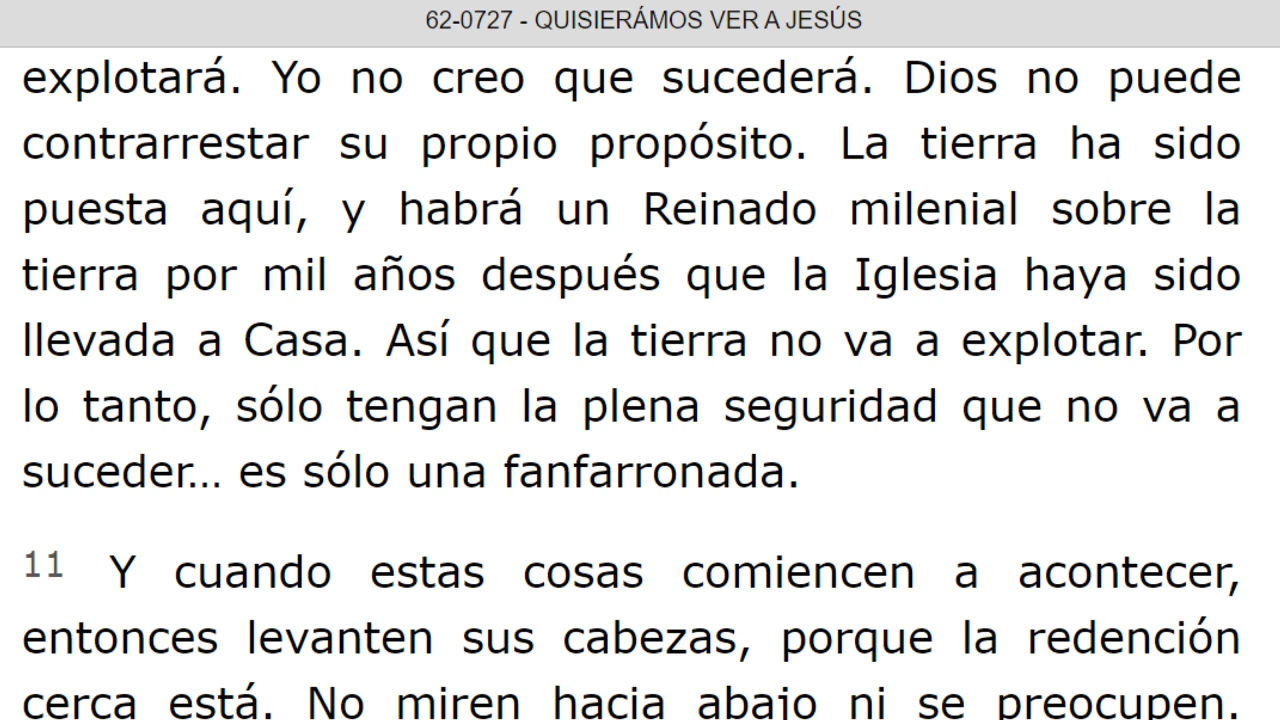 62-0727 - QUISIERÁMOS VER A JESÚS
explotará. Yo no creo que sucederá. Dios no puede
contrarrestar su propio propósito. La tierra ha sido
puesta aquí, y habrá un Reinado milenial sobre la
tierra por mil años después que la Iglesia haya sido
llevada a Casa. Así que la tierra no va a explotar. Por
lo tanto, sólo tengan la plena seguridad que no va a
suceder... es sólo una fanfarronada.
11 Y cuando estas cosas comiencen a acontecer,
entonces levanten sus cabezas, porque la redención
cerca está. No miren hacia abajo ni se preocupen.